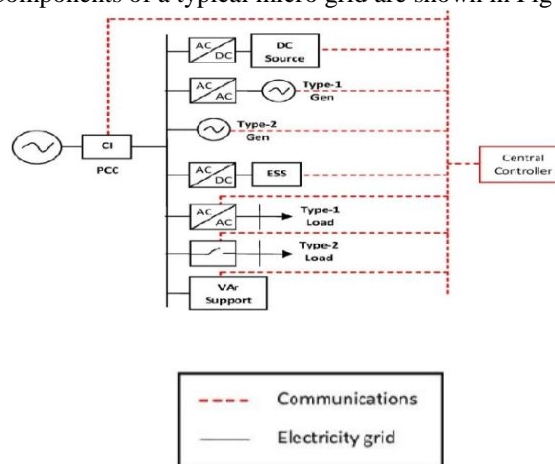 components of a typical micro grid are shown in Fig
AC
DC
DC
Source
AC
AC
Type-1
Gen
Type-2
Gen
CI
PCC
AC
DC
ESS
Central
Controller
AC
AC
Type-1
Load
Type-2
Load
VAr
Support
Communications
Electricity grid